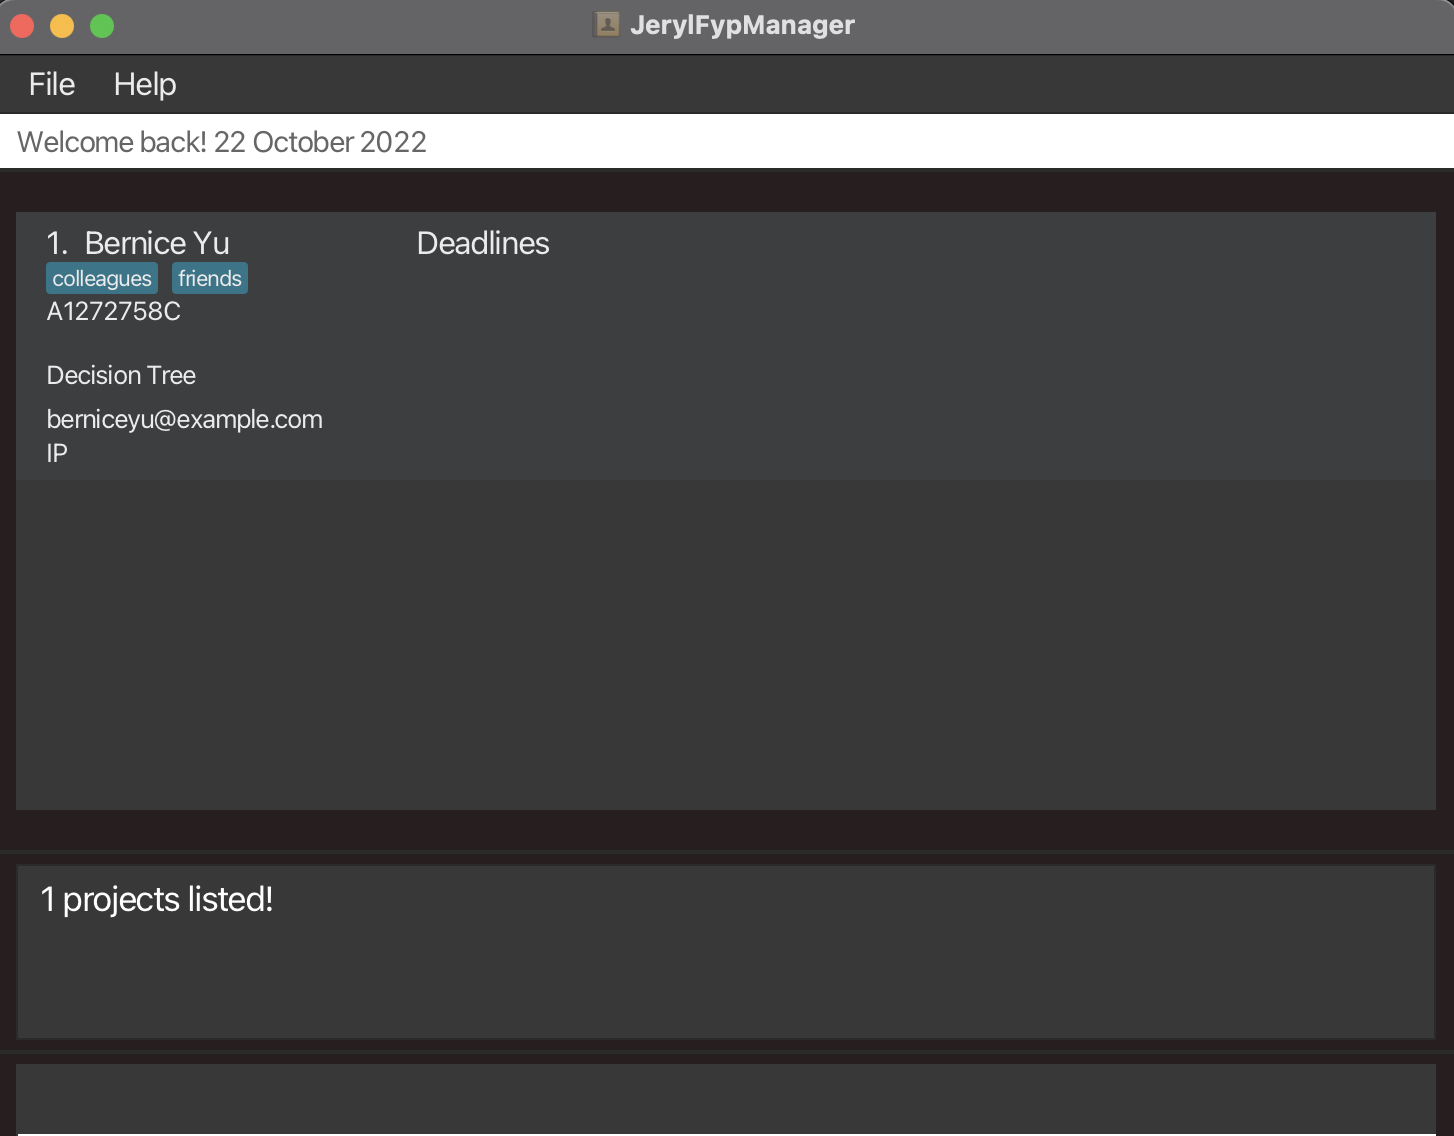 JerylFypManager
File Help
Welcome back! 22 October 2022
1. Bernice Yu Deadlines
colleagues friends
A1272758C
Decision Tree
berniceyu@example.com
IP
1 projects listed!